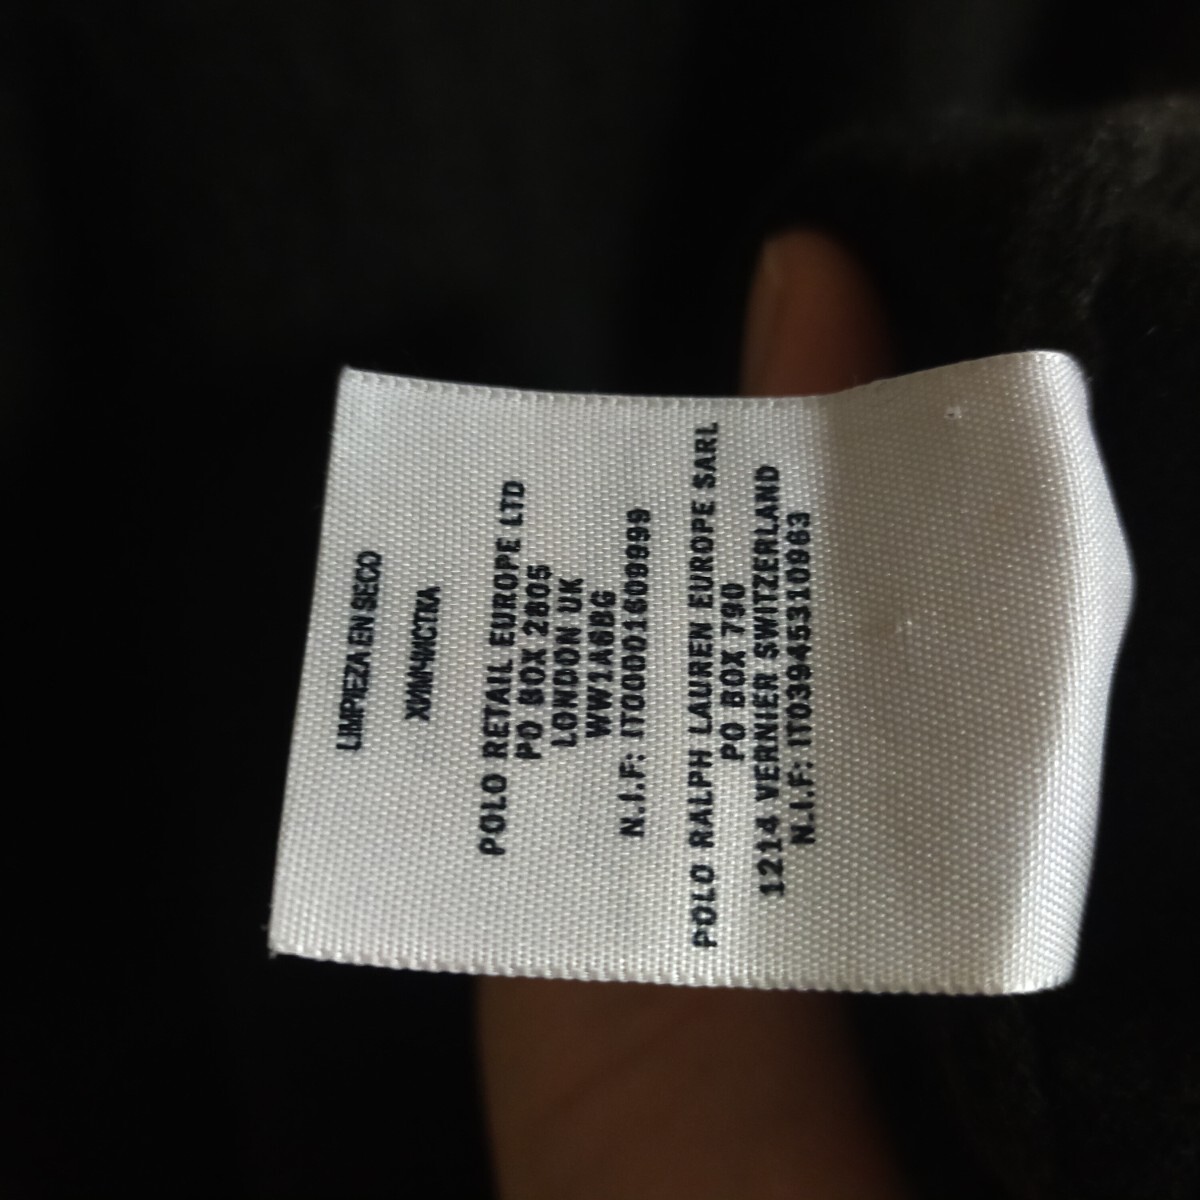 LIMPIEZA EN SECO
ХИМЧИСТКА
POLO RETAIL EUROPE LTD
PO BOX 2805
LONDON UK
WW1A6BG
N.I.F: IT00001609999
POLO RALPH LAUREN EUROPE SARL
PO BOX 790
1214 VERNIER SWITZERLAND
N.I.F: IT03945310963